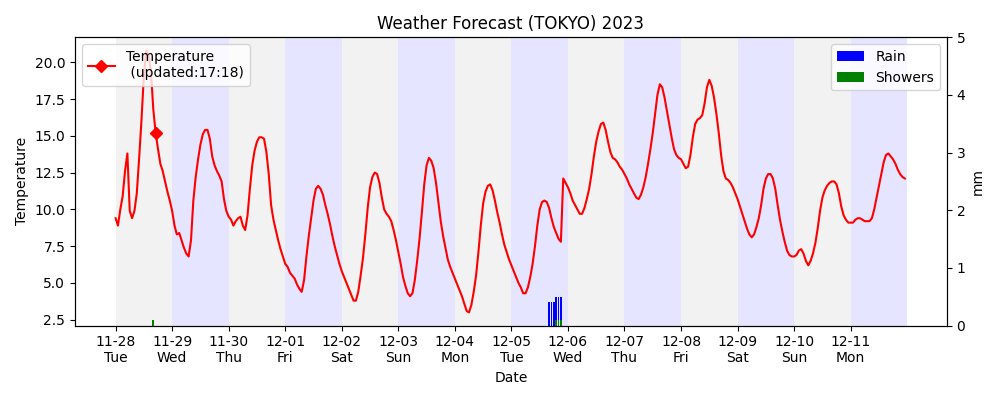 Weather Forecast (TOKYO) 2023
Temperature
(updated:17:18)
Rain
Showers
Temperature
20.0
17.5
15.0
12.5
10.0
7.5
5.0
2.5
5
4
3
2
1
0
mm
11-28 11-29 11-30 12-01 12-02 12-03 12-04 12-05 12-06 12-07 12-08 12-09 12-10 12-11
Tue Wed Thu Fri Sat Sun Mon Tue Wed Thu Fri Sat Sun Mon
Date